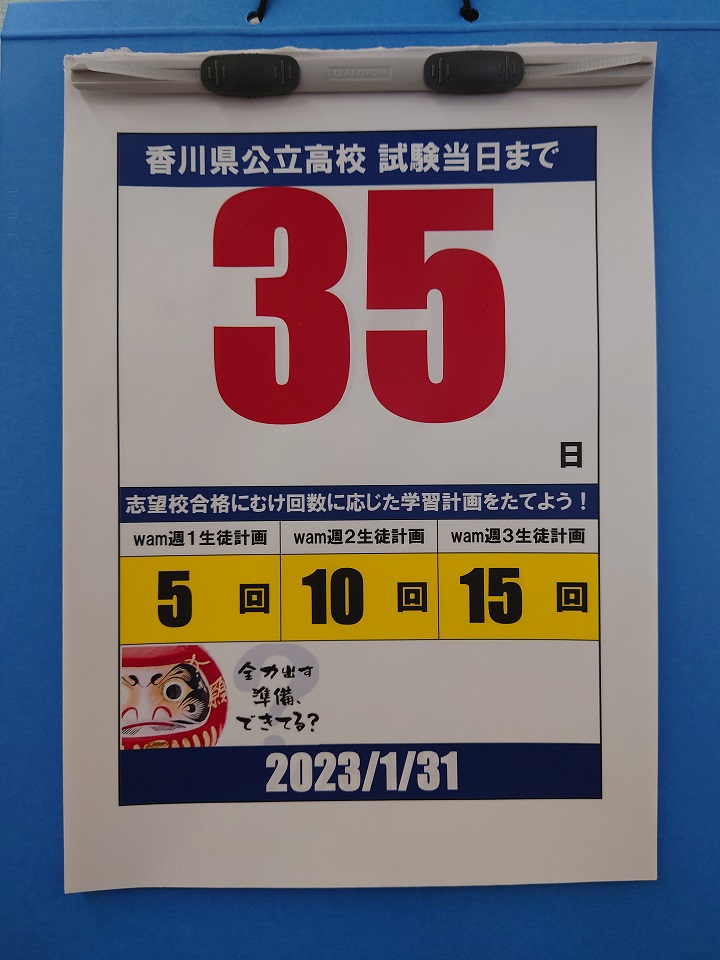 香川県公立高校 試験当日まで
35
日
志望校合格にむけ回数に応じた学習計画をたてよう！
wam週1生徒計画 wam週2生徒計画 wam週3生徒計画
5 回 10 回 15 回
大願
全力出す
準備、
できてる？
2023/1/31